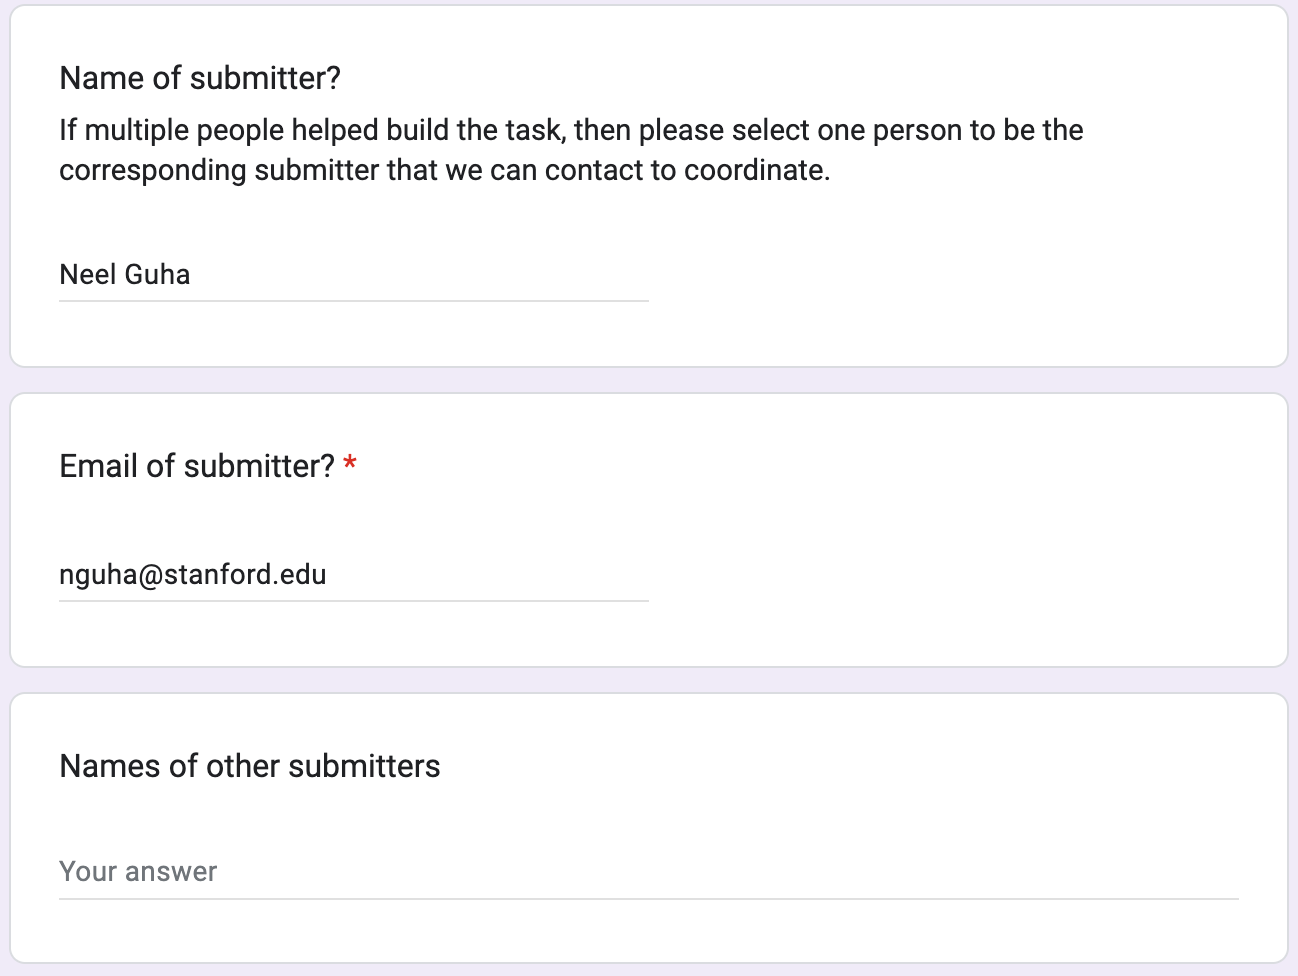 Name of submitter?
If multiple people helped build the task, then please select one person to be the
corresponding submitter that we can contact to coordinate.
Neel Guha
Email of submitter? *
nguha@stanford.edu
Names of other submitters
Your answer